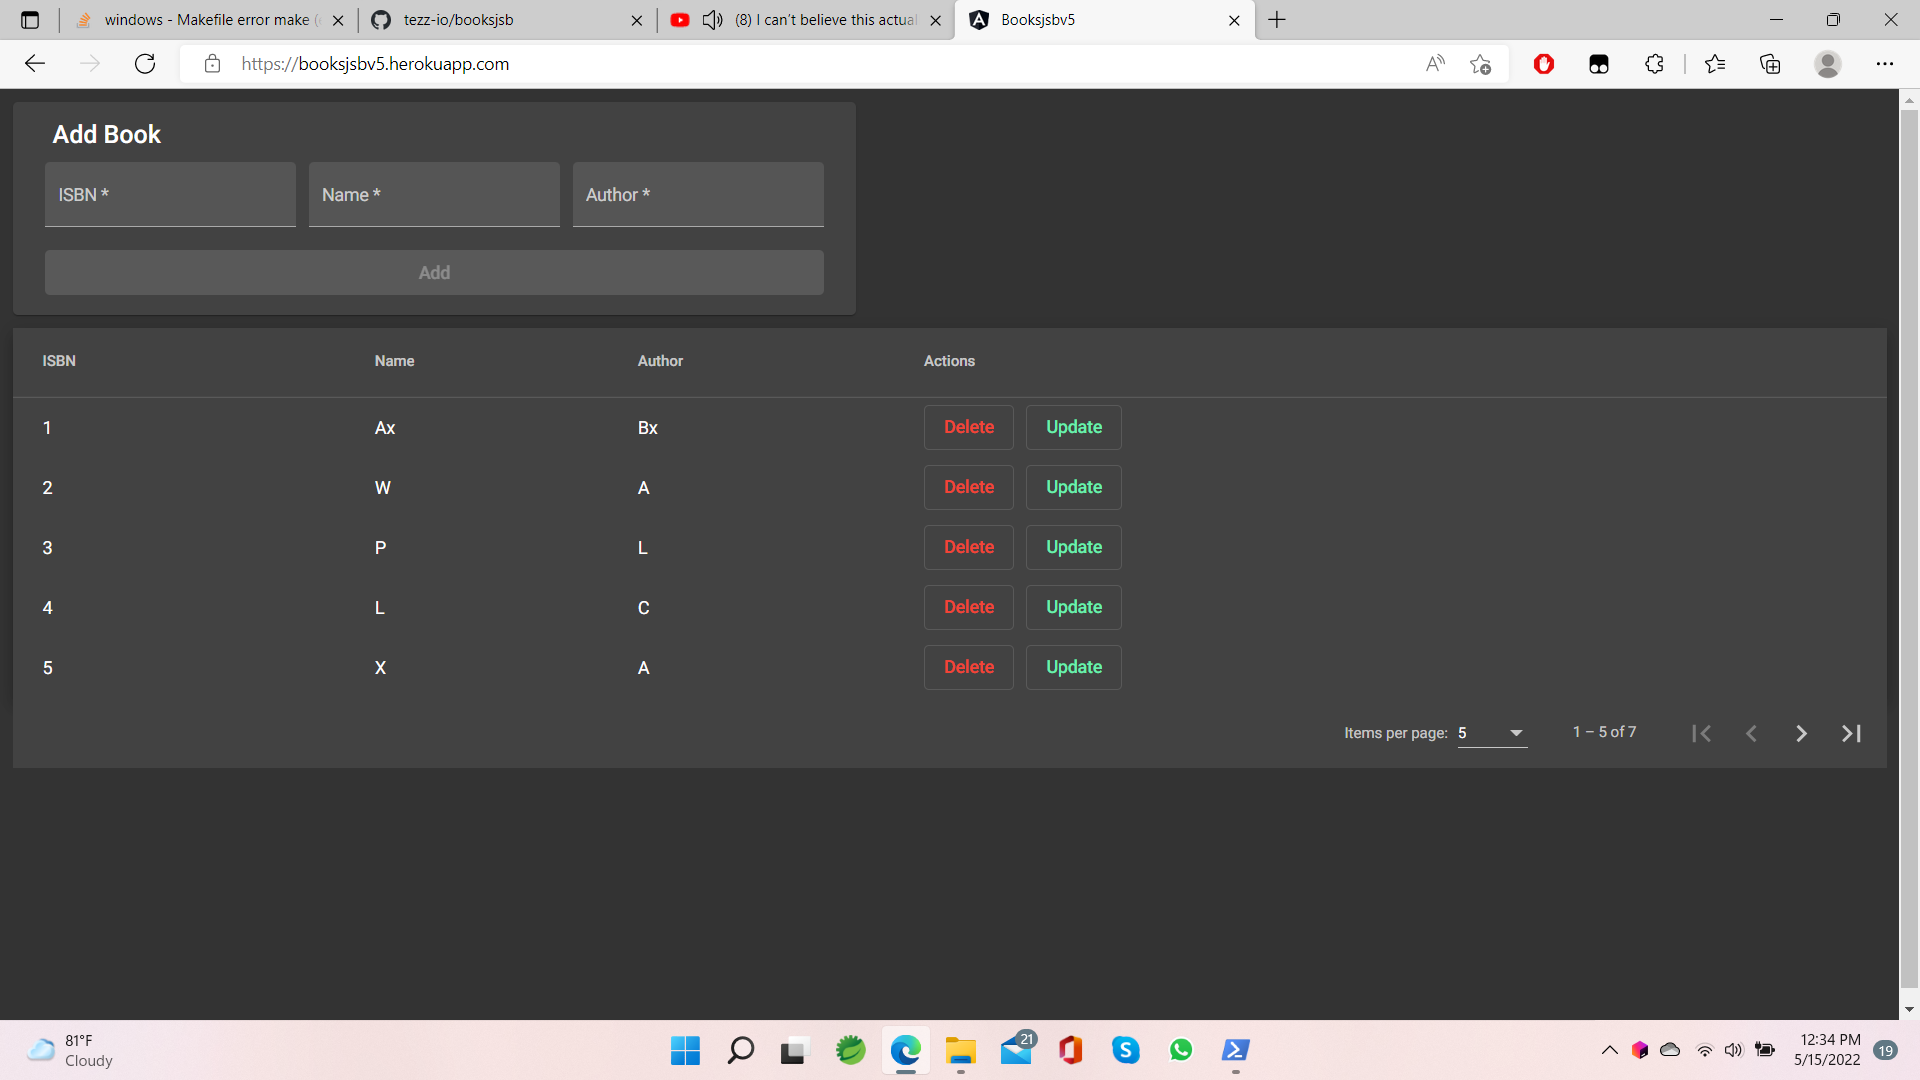 windows - Makefile error make (
tezz-io/booksjsb
(8) I can't believe this actual
Booksjsbv5
https://booksjsbv5.herokuapp.com
Add Book
ISBN *
Name *
Author *
Add
ISBN Name Author Actions
1 Ax Bx Delete Update
2 W A Delete Update
3 P L Delete Update
4 L C Delete Update
5 X A Delete Update
Items per page: 5 1 – 5 of 7
81°F
Cloudy
21
12:34 PM
5/15/2022
19